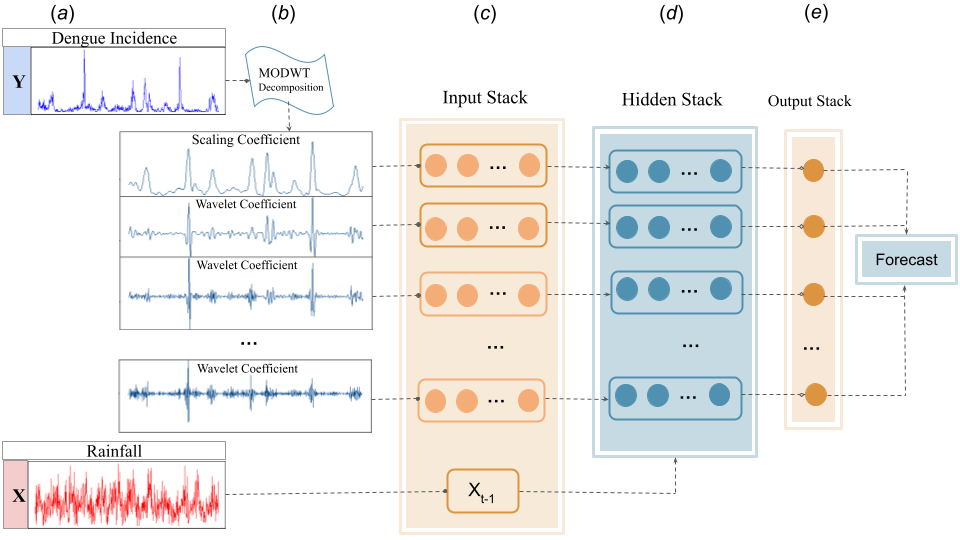 (a)
(b)
(c)
(d)
(e)
Dengue Incidence
Y
MODWT
Decomposition
Input Stack
Hidden Stack
Output Stack
Scaling Coefficient
Wavelet Coefficient
Wavelet Coefficient
...
Wavelet Coefficient
...
...
...
...
...
...
...
...
...
...
...
Forecast
Rainfall
X
Xt-1